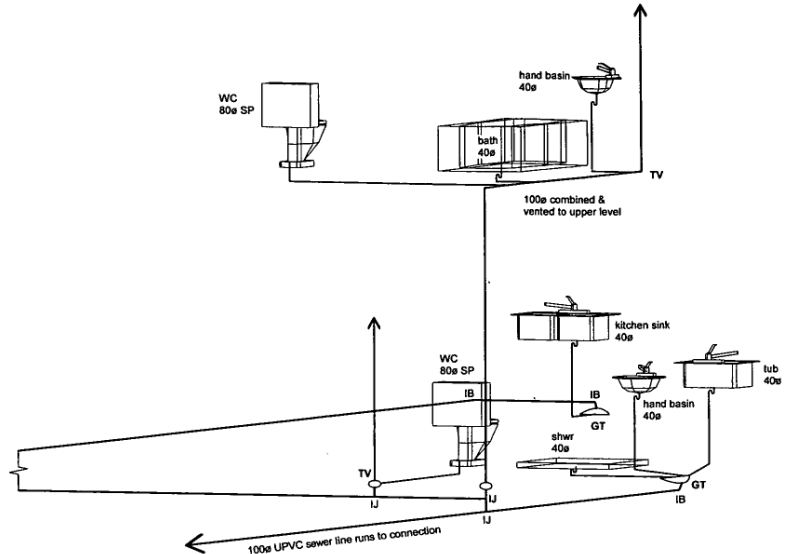 hand basin
40ø
WC
80ø SP
bath
40ø
TV
100ø combined &
vented to upper level
kitchen sink
40ø
WC
80ø SP
tub
40ø
IB
IB
hand basin
40ø
GT
shwr
40ø
TV
GT
IB
IJ
IJ
100ø UPVC sewer line runs to connection